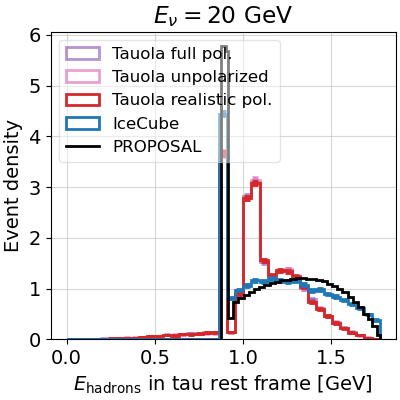 E_ν = 20 GeV
Tauola full pol.
Tauola unpolarized
Tauola realistic pol.
IceCube
PROPOSAL
Event density
6
5
4
3
2
1
0
0.0 0.5 1.0 1.5
E_hadrons in tau rest frame [GeV]